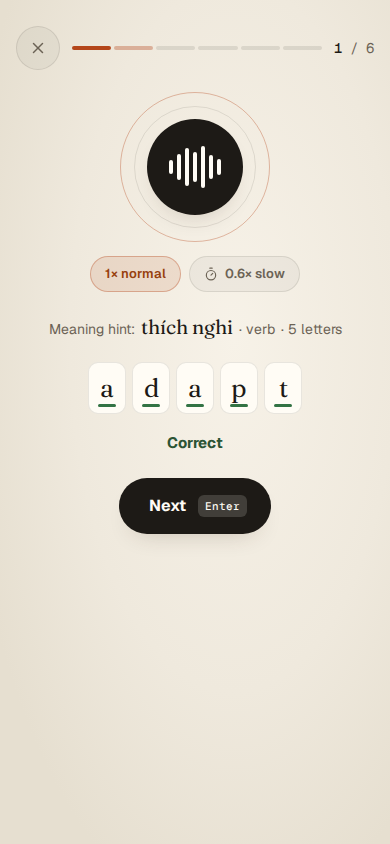 1 / 6
1× normal
0.6× slow
Meaning hint: thích nghi · verb · 5 letters
a d a p t
Correct
Next Enter